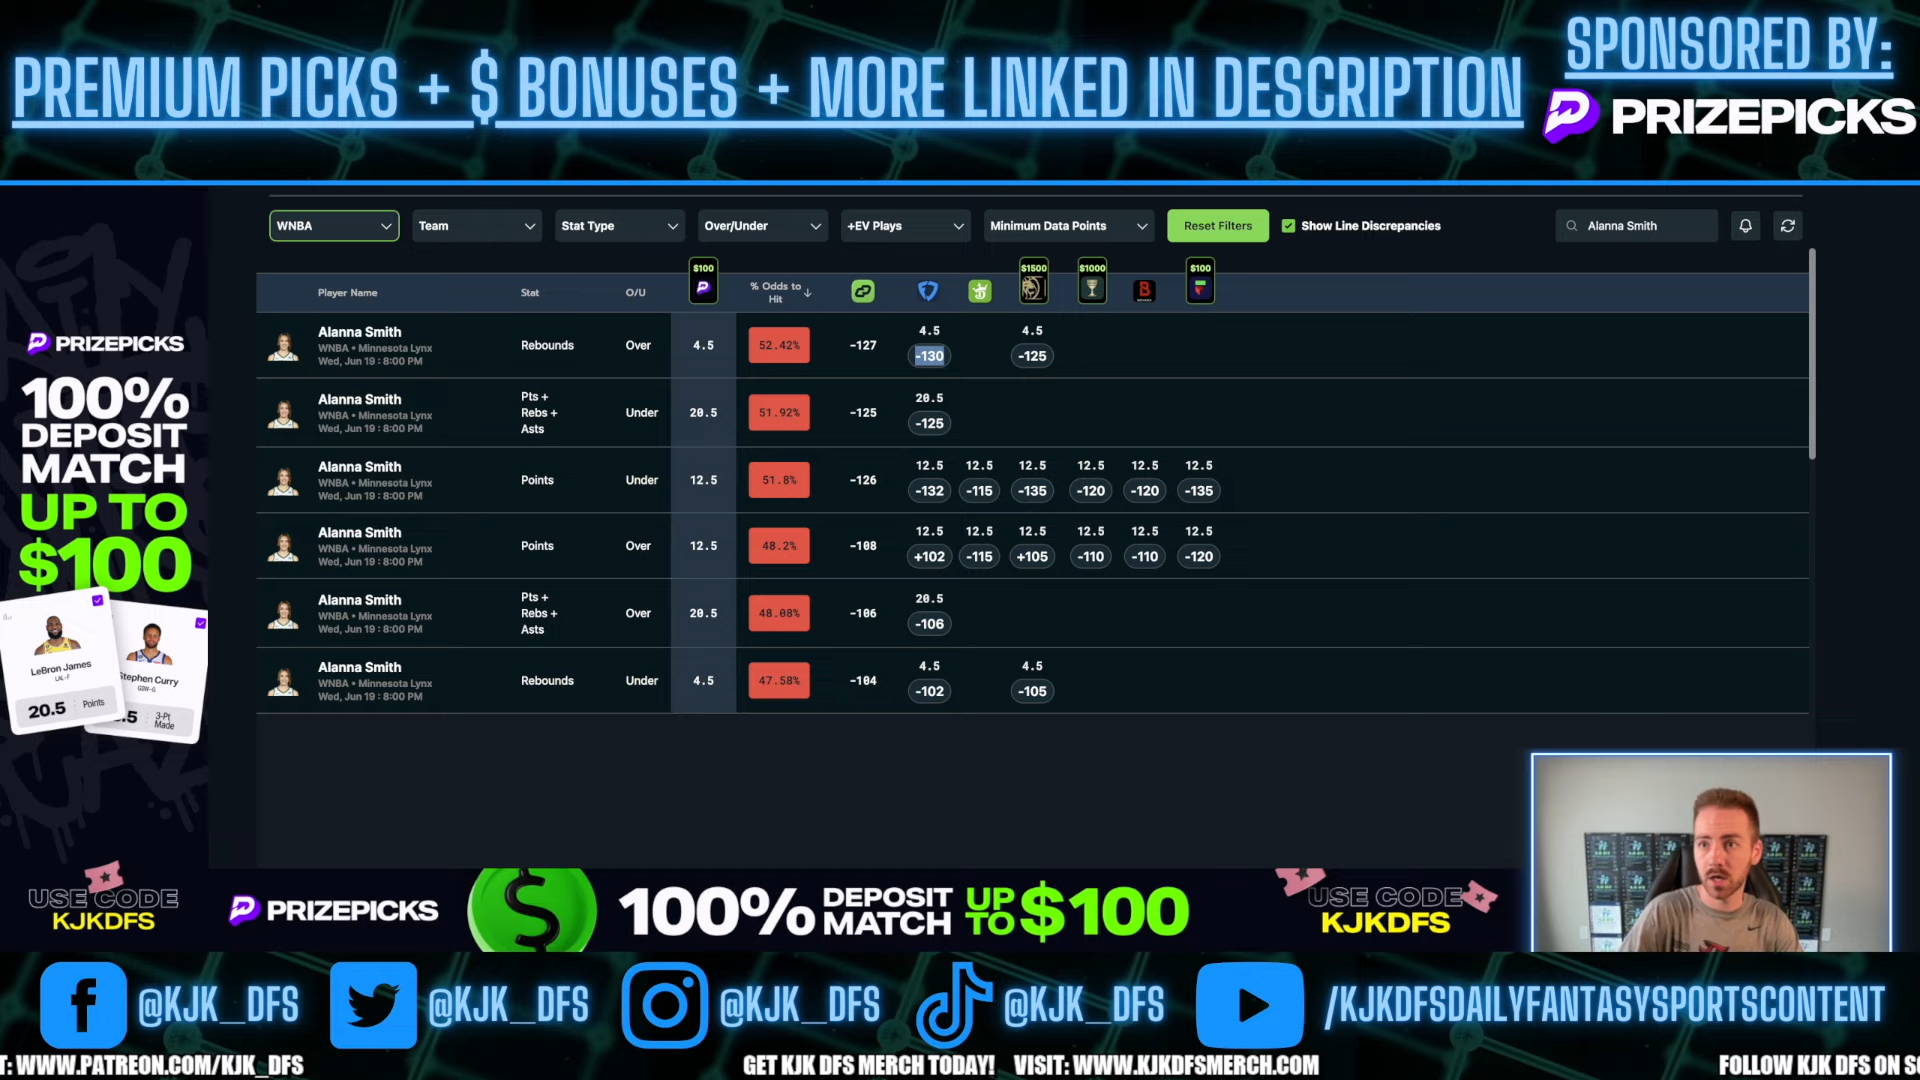 PREMIUM PICKS + $ BONUSES + MORE LINKED IN DESCRIPTION
SPONSORED BY:
PRIZEPICKS
WNBA
Team
Stat Type
Over/Under
+EV Plays
Minimum Data Points
Reset Filters
Show Line Discrepancies
Alanna Smith
$100
$1500
$1000
$100
Player Name
Stat
O/U
% Odds to Hit
Alanna Smith
WNBA • Minnesota Lynx
Wed, Jun 19 : 8:00 PM
Rebounds Over 4.5 52.42% -127
4.5 4.5
-130 -125
Alanna Smith
WNBA • Minnesota Lynx
Wed, Jun 19 : 8:00 PM
Pts +
Rebs +
Asts
Under 20.5 51.92% -125
20.5
-125
Alanna Smith
WNBA • Minnesota Lynx
Wed, Jun 19 : 8:00 PM
Points Under 12.5 51.8% -126
12.5 12.5 12.5 12.5 12.5 12.5
-132 -115 -135 -120 -120 -135
Alanna Smith
WNBA • Minnesota Lynx
Wed, Jun 19 : 8:00 PM
Points Over 12.5 48.2% -108
12.5 12.5 12.5 12.5 12.5 12.5
+102 -115 +105 -110 -110 -120
Alanna Smith
WNBA • Minnesota Lynx
Wed, Jun 19 : 8:00 PM
Pts +
Rebs +
Asts
Over 20.5 48.08% -106
20.5
-106
Alanna Smith
WNBA • Minnesota Lynx
Wed, Jun 19 : 8:00 PM
Rebounds Under 4.5 47.58% -104
4.5 4.5
-102 -105
PRIZEPICKS
100%
DEPOSIT
MATCH
UP TO
$100
LeBron James
LAL-F
20.5 Points
Stephen Curry
GSW-G
.5 3-Pt Made
USE CODE
KJKDFS
PRIZEPICKS
100% DEPOSIT MATCH UP TO $100
USE CODE
KJKDFS
@KJK_DFS
@KJK_DFS
@KJK_DFS
@KJK_DFS
/KJKDFSDAILYFANTASYSPORTSCONTENT
T: WWW.PATREON.COM/KJK_DFS
GET KJK DFS MERCH TODAY! VISIT: WWW.KJKDFSMERCH.COM
FOLLOW KJK DFS ON SO